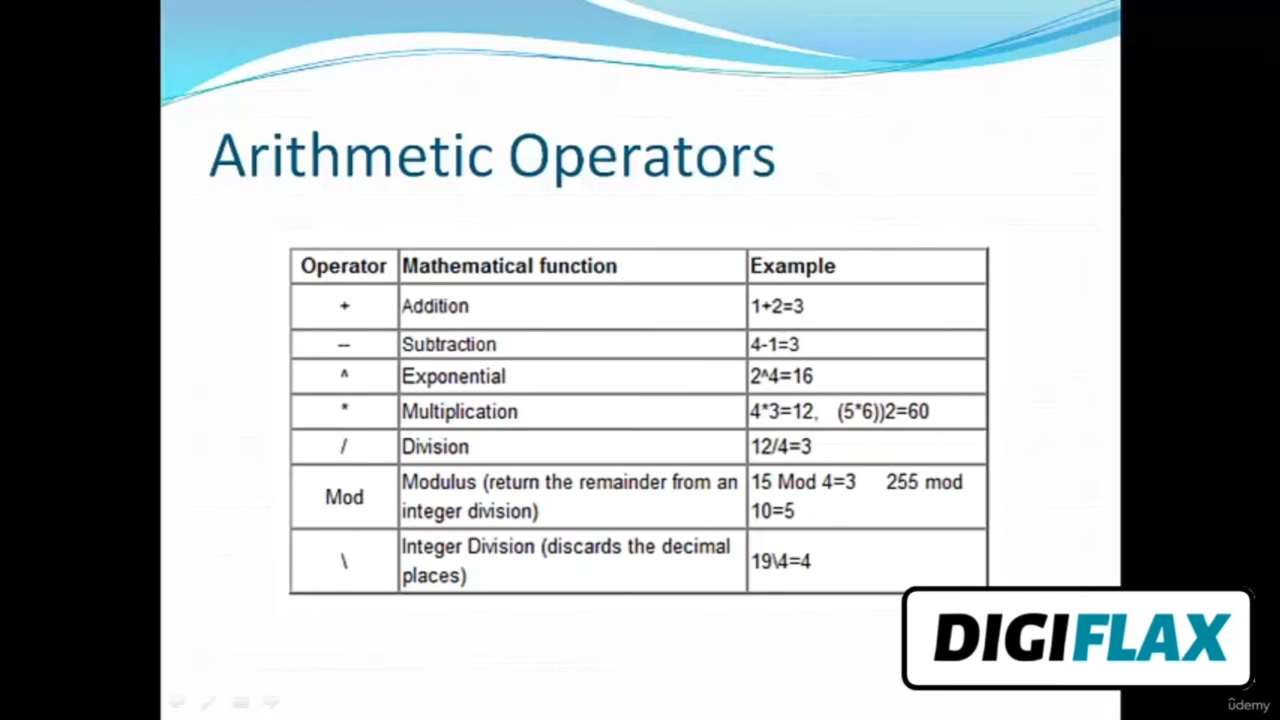 Arithmetic Operators
Operator Mathematical function Example
+ Addition 1+2=3
– Subtraction 4-1=3
^ Exponential 2^4=16
* Multiplication 4*3=12, (5*6))2=60
/ Division 12/4=3
Mod Modulus (return the remainder from an integer division) 15 Mod 4=3 255 mod 10=5
\ Integer Division (discards the decimal places) 19\4=4
DIGIFLAX
ûdemy